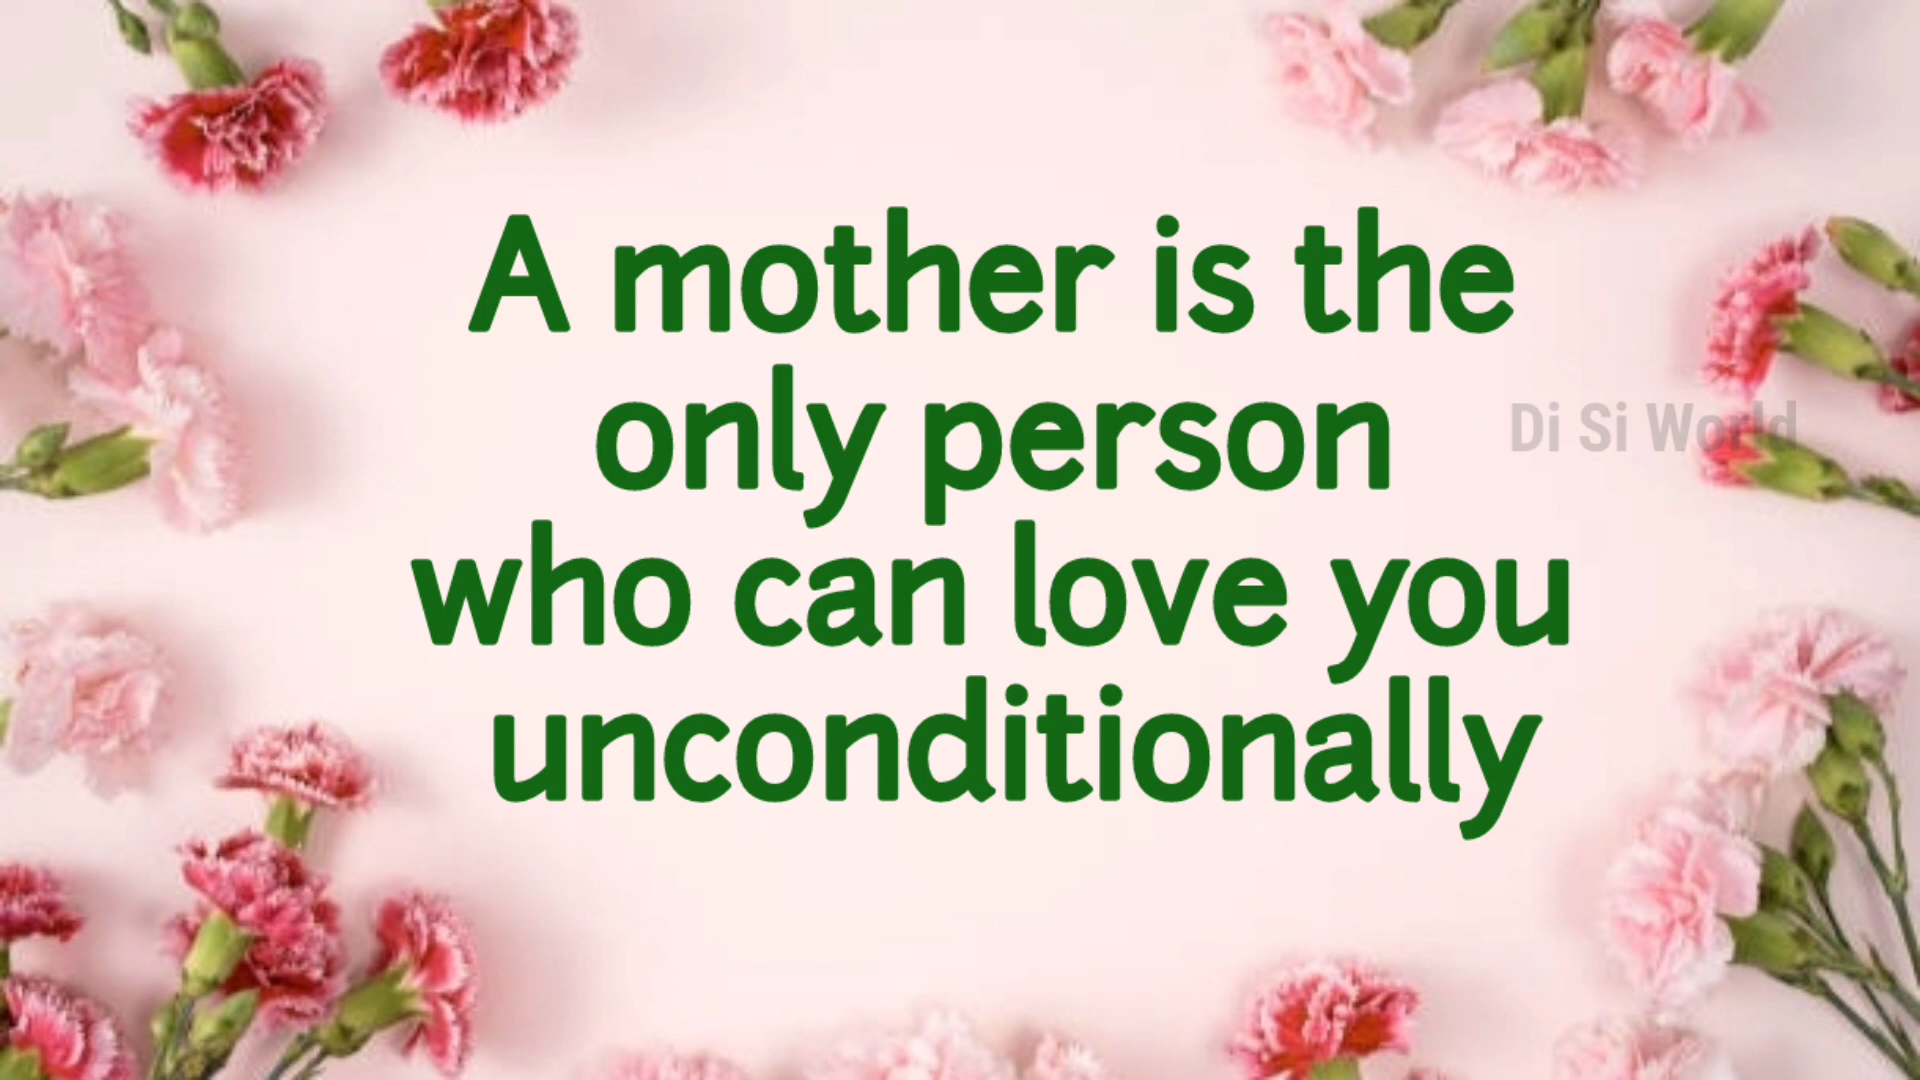 A mother is the
only person
Di Si World
who can love you
unconditionally